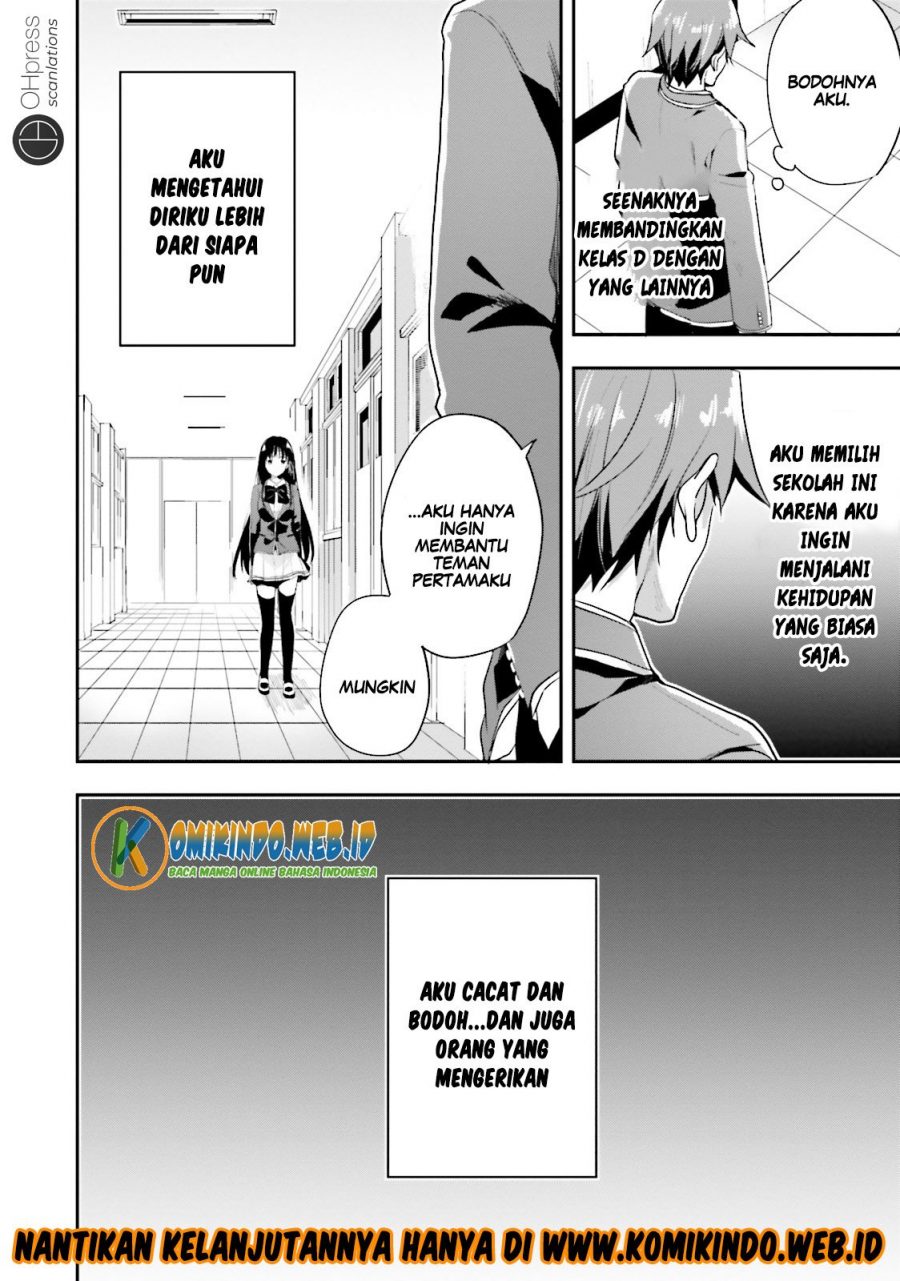 OHpress
scanlations
BODOHNYA
AKU.
SEENAKNYA
MEMBANDINGKAN
KELAS D DENGAN
YANG LAINNYA
AKU MEMILIH
SEKOLAH INI
KARENA AKU
INGIN
MENJALANI
KEHIDUPAN
YANG BIASA
SAJA.
...AKU HANYA
INGIN
MEMBANTU
TEMAN
PERTAMAKU
MUNGKIN
AKU
MENGETAHUI
DIRIKU LEBIH
DARI SIAPA
PUN
KOMIKINDO.WEB.ID
BACA MANGA ONLINE BAHASA INDONESIA
AKU CACAT DAN
BODOH...DAN JUGA
ORANG YANG
MENGERIKAN
NANTIKAN KELANJUTANNYA HANYA DI WWW.KOMIKINDO.WEB.ID